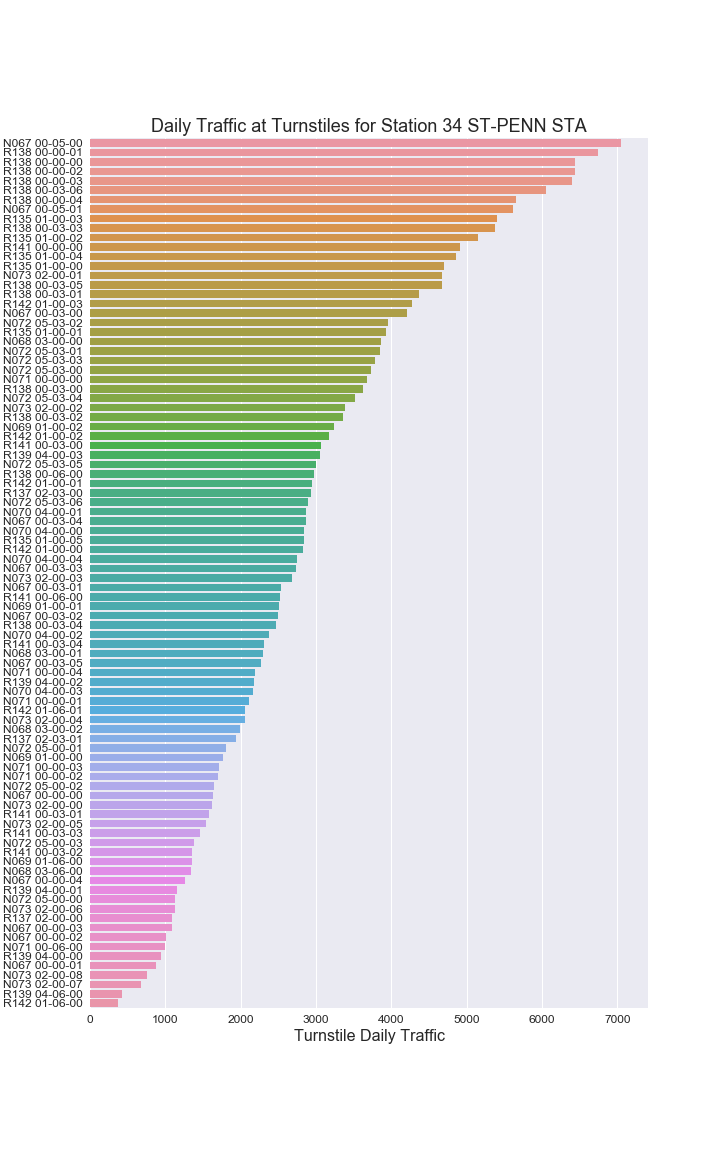 Daily Traffic at Turnstiles for Station 34 ST-PENN STA
N067 00-05-00
R138 00-00-01
R138 00-00-00
R138 00-00-02
R138 00-00-03
R138 00-03-06
R138 00-00-04
N067 00-05-01
R135 01-00-03
R138 00-03-03
R135 01-00-02
R141 00-00-00
R135 01-00-04
R135 01-00-00
N073 02-00-01
R138 00-03-05
R138 00-03-01
R142 01-00-03
N067 00-03-00
N072 05-03-02
R135 01-00-01
N068 03-00-00
N072 05-03-01
N072 05-03-03
N072 05-03-00
N071 00-00-00
R138 00-03-00
N072 05-03-04
N073 02-00-02
R138 00-03-02
N069 01-00-02
R142 01-00-02
R141 00-03-00
R139 04-03-00
N072 05-03-05
R138 00-06-00
R142 01-00-01
R137 02-03-00
N072 05-03-06
N070 04-00-01
N067 00-03-04
N070 04-00-00
R135 01-00-05
R142 01-00-00
N070 04-00-04
N067 00-03-03
N073 02-00-03
N067 00-03-01
R141 00-06-00
N069 01-00-01
N067 00-03-02
R138 00-03-04
N070 04-00-02
R141 00-03-04
N068 03-00-01
N067 00-03-05
N071 00-00-04
R139 04-00-02
N070 04-00-03
N071 00-00-01
R142 01-06-01
N073 02-00-04
N068 03-00-02
R137 02-03-01
N072 05-00-01
N069 01-00-00
N071 00-00-03
N071 00-00-02
N072 05-00-02
N067 00-00-00
N073 02-00-00
R141 00-03-01
N073 02-00-05
R141 00-03-03
N072 05-00-03
R141 00-03-02
N069 01-06-00
N068 03-06-00
N067 00-00-04
R139 04-00-01
N072 05-00-00
N073 02-00-06
R137 02-00-00
N067 00-00-03
N067 00-00-02
N071 00-06-00
R139 04-00-00
N067 00-00-01
N073 02-00-08
N073 02-00-07
R139 04-06-00
R142 01-06-00
0 1000 2000 3000 4000 5000 6000 7000
Turnstile Daily Traffic